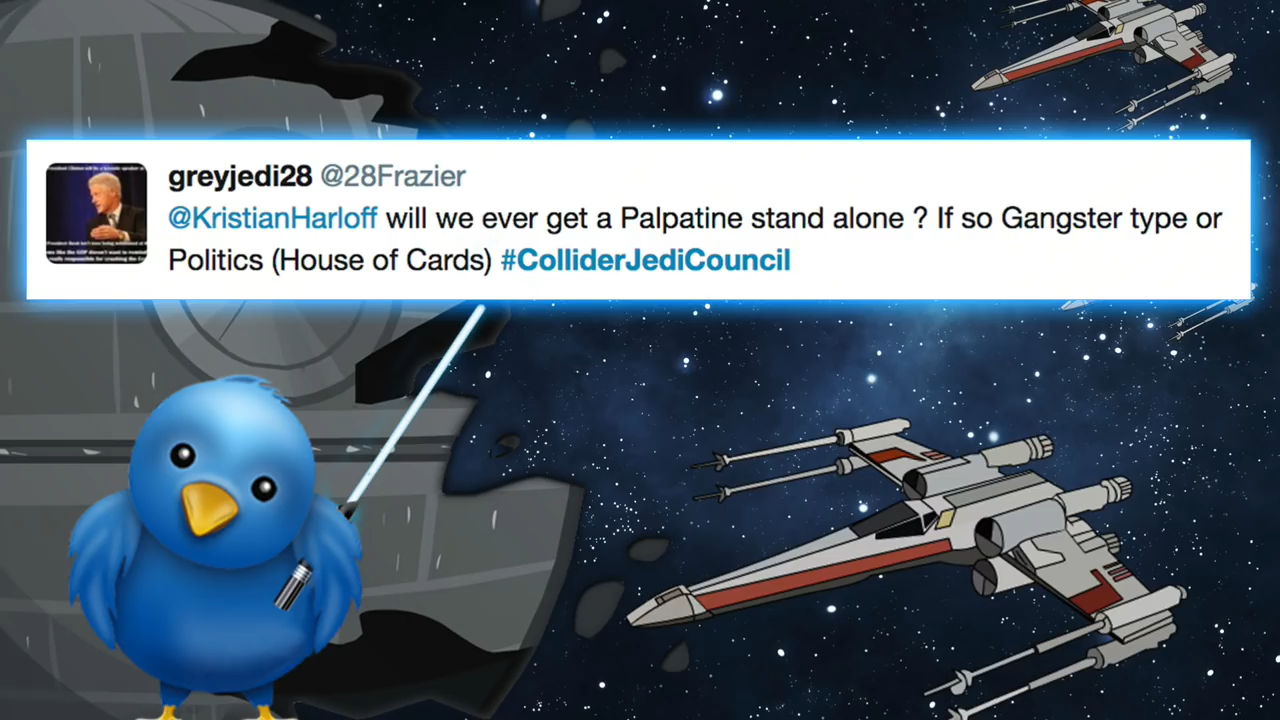 greyjedi28 @28Frazier
@KristianHarloff will we ever get a Palpatine stand alone ? If so Gangster type or
Politics (House of Cards) #ColliderJediCouncil